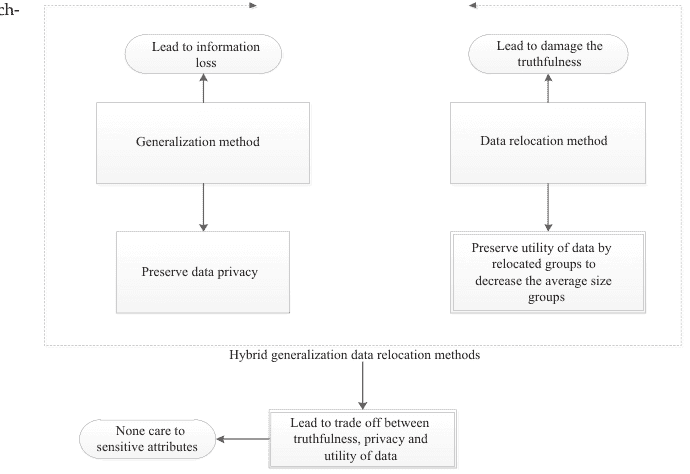 ch-
Lead to information
loss
Lead to damage the
truthfulness
Generalization method
Data relocation method
Preserve data privacy
Preserve utility of data by
relocated groups to
decrease the average size
groups
Hybrid generalization data relocation methods
None care to
sensitive attributes
Lead to trade off between
truthfulness, privacy and
utility of data